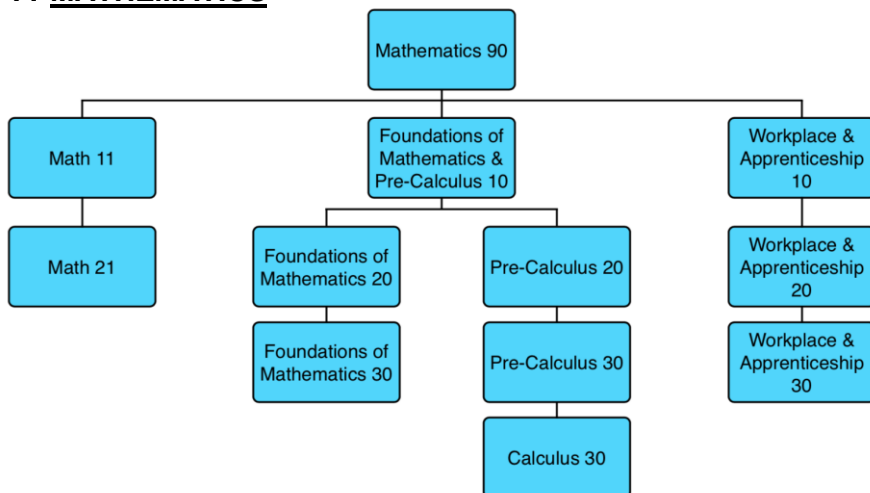 Mathematics 90
Math 11
Foundations of
Mathematics &
Pre-Calculus 10
Workplace &
Apprenticeship
10
Math 21
Foundations of
Mathematics 20
Pre-Calculus 20
Workplace &
Apprenticeship
20
Foundations of
Mathematics 30
Pre-Calculus 30
Workplace &
Apprenticeship
30
Calculus 30